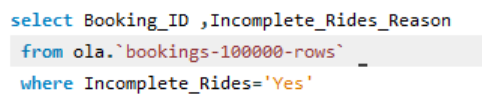 select Booking_ID ,Incomplete_Rides_Reason
from ola.`bookings-100000-rows` _
where Incomplete_Rides='Yes'